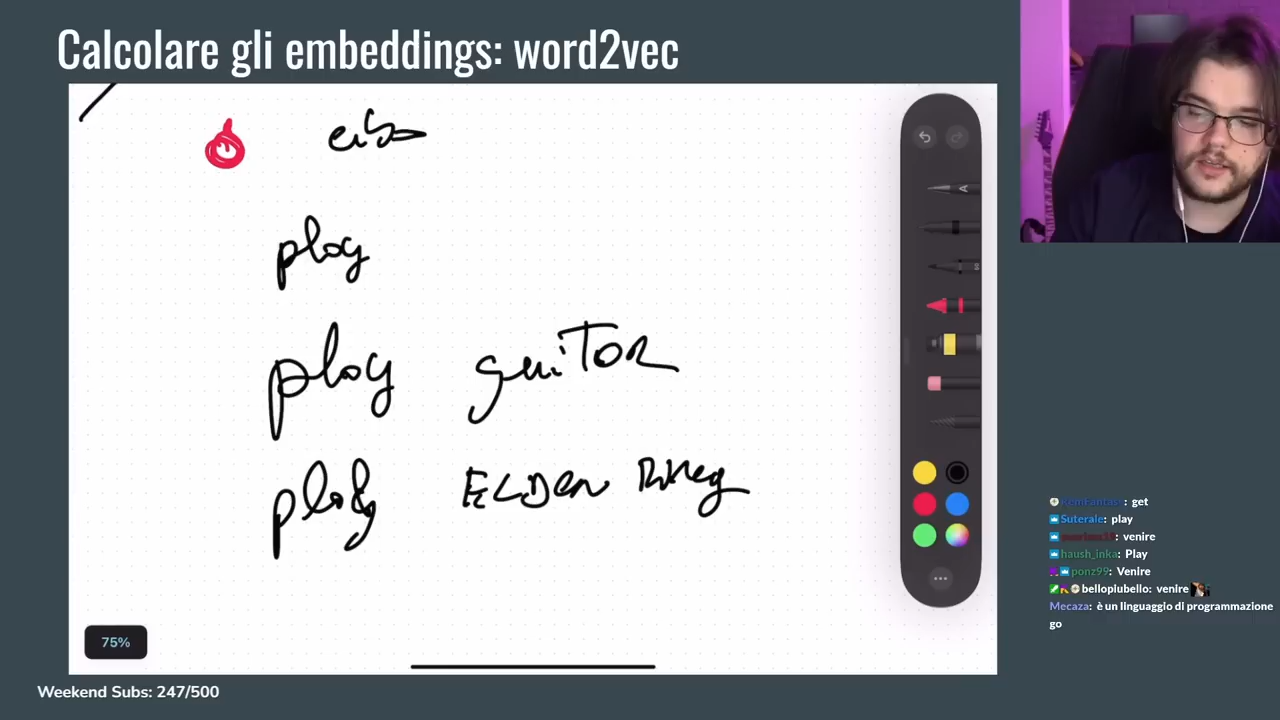 Calcolare gli embeddings: word2vec
play
play guitar
play ELDEN RING
75%
Weekend Subs: 247/500
: get
Suterale: play
: venire
haush_inka: Play
ponz99: Venire
bellopiubello: venire
Mecaza: è un linguaggio di programmazione
go